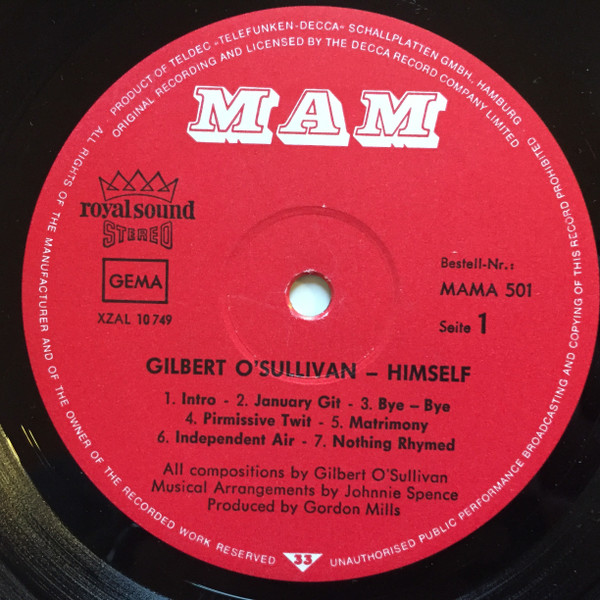 PRODUCT OF TELDEC »TELEFUNKEN-DECCA« SCHALLPLATTEN GMBH., HAMBURG
ORIGINAL RECORDING AND LICENSED BY THE DECCA RECORD COMPANY LIMITED
MAM
royal sound
STEREO
GEMA
XZAL 10 749
Bestell-Nr.:
MAMA 501
Seite 1
GILBERT O'SULLIVAN – HIMSELF
1. Intro - 2. January Git - 3. Bye – Bye
4. Pirmissive Twit - 5. Matrimony
6. Independent Air - 7. Nothing Rhymed
All compositions by Gilbert O'Sullivan
Musical Arrangements by Johnnie Spence
Produced by Gordon Mills
ALL RIGHTS OF THE MANUFACTURER AND OF THE OWNER OF THE RECORDED WORK RESERVED
33
UNAUTHORISED PUBLIC PERFORMANCE BROADCASTING AND COPYING OF THIS RECORD PROHIBITED